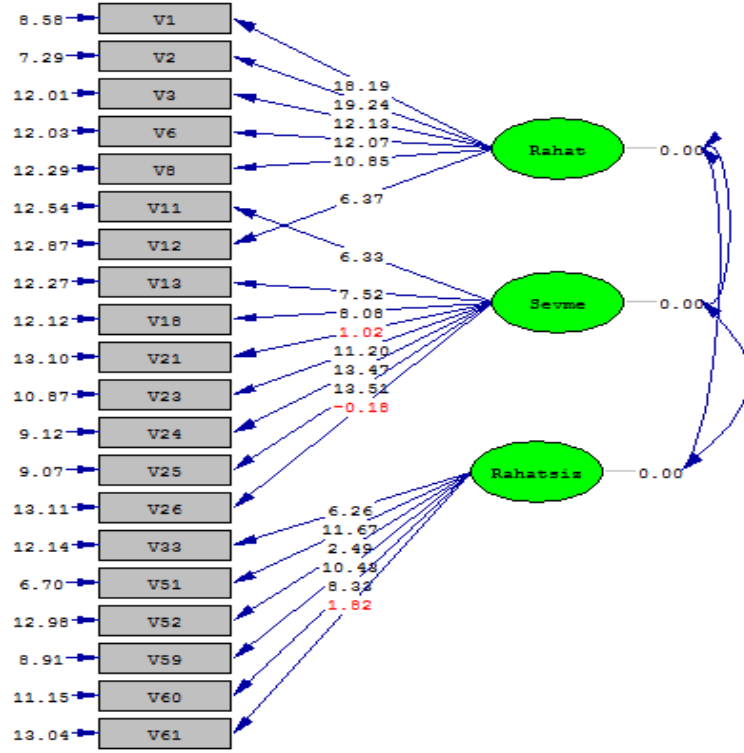 8.58 V1
7.29 V2
12.01 V3
12.03 V6
12.29 V8
12.54 V11
12.87 V12
12.27 V13
12.12 V18
13.10 V21
10.87 V23
9.12 V24
9.07 V25
13.11 V26
12.14 V33
6.70 V51
12.98 V52
8.91 V59
11.15 V60
13.04 V61
18.19
19.24
12.13
12.07
10.85
6.37
Rahat 0.00
6.33
7.52
8.08
1.02
11.20
13.47
13.51
-0.18
Sevme 0.00
6.26
11.67
2.49
10.43
8.33
1.82
Rahatsiz 0.00